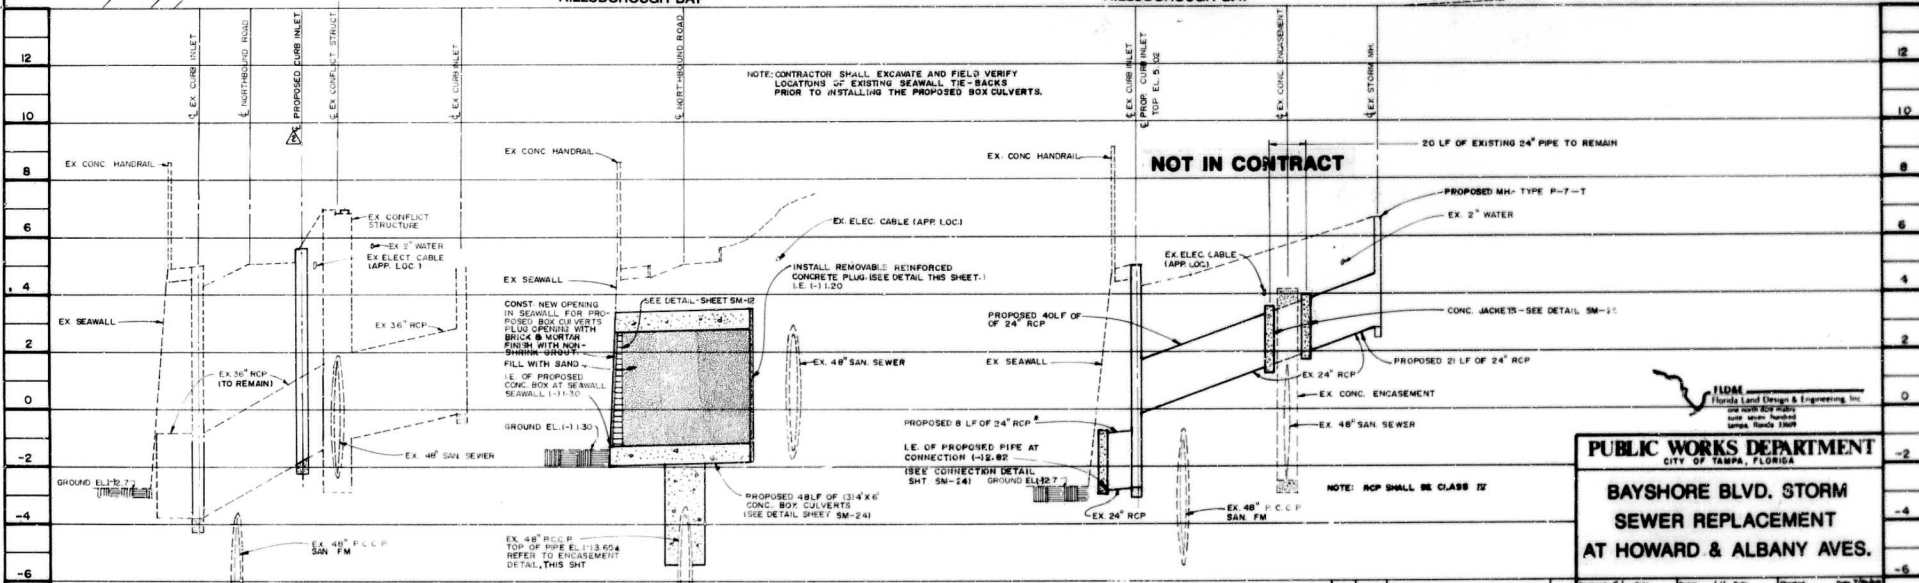 12
10
8
6
4
2
0
-2
-4
-6
℄ EX CURB INLET
℄ NORTHBOUND ROAD
℄ PROPOSED CURB INLET
℄ EX CONFLICT STRUCT
℄ EX CURB INLET
EX. CONC. HANDRAIL
EX CONFLICT
STRUCTURE
EX 2" WATER
EX ELECT CABLE
(APP. LOC.)
EX SEAWALL
EX 36" RCP
EX 36" RCP
(TO REMAIN)
EX. 48" SAN. SEWER
GROUND EL.(-)2.7
EX. 48" P.C.C.P.
SAN FM
℄ NORTHBOUND ROAD
NOTE: CONTRACTOR SHALL EXCAVATE AND FIELD VERIFY
LOCATIONS OF EXISTING SEAWALL TIE-BACKS
PRIOR TO INSTALLING THE PROPOSED BOX CULVERTS.
EX CONC HANDRAIL
EX. ELEC. CABLE (APP. LOC.)
EX SEAWALL
INSTALL REMOVABLE REINFORCED
CONCRETE PLUG.(SEE DETAIL THIS SHEET.)
I.E. (-) 1.20
SEE DETAIL-SHEET SM-12
CONST. NEW OPENING
IN SEAWALL FOR PRO-
POSED BOX CULVERTS
PLUG OPENING WITH
BRICK & MORTAR
FINISH WITH NON-
SHRINK GROUT.
FILL WITH SAND
I.E. OF PROPOSED
CONC. BOX AT SEAWALL
SEAWALL (-) 1.30
EX. 48" SAN. SEWER
GROUND EL.(-) 1.30
PROPOSED 48LF OF (3)4'X6'
CONC. BOX CULVERTS
(SEE DETAIL SHEET SM-24)
EX. 48" P.C.C.P.
TOP OF PIPE EL.(-)3.65±
REFER TO ENCASEMENT
DETAIL, THIS SHT
℄ EX CURB INLET
℄ PROP. CURB INLET
TOP EL. 5.02
℄ EX CONC. ENCASEMENT
℄ EX STORM MH.
20 LF OF EXISTING 24" PIPE TO REMAIN
EX. CONC HANDRAIL
NOT IN CONTRACT
PROPOSED MH.- TYPE P-7-T
EX. 2" WATER
EX. ELEC. CABLE
(APP. LOC.)
PROPOSED 40LF OF
OF 24" RCP
CONC. JACKETS-SEE DETAIL
EX SEAWALL
PROPOSED 21 LF OF 24" RCP
EX 24" RCP
EX CONC. ENCASEMENT
PROPOSED 8 LF OF 24" RCP
EX. 48" SAN. SEWER
I.E. OF PROPOSED PIPE AT
CONNECTION (-)2.82
(SEE CONNECTION DETAIL
SHT. SM-24)
GROUND EL.(-)2.7
NOTE: RCP SHALL BE CLASS IV
EX. 24" RCP
EX. 48" P.C.C.P.
SAN. FM
FLD&E
Florida Land Design & Engineering, Inc.
tampa, florida
PUBLIC WORKS DEPARTMENT
CITY OF TAMPA, FLORIDA
BAYSHORE BLVD. STORM
SEWER REPLACEMENT
AT HOWARD & ALBANY AVES.
12
10
8
6
4
2
0
-2
-4
-6